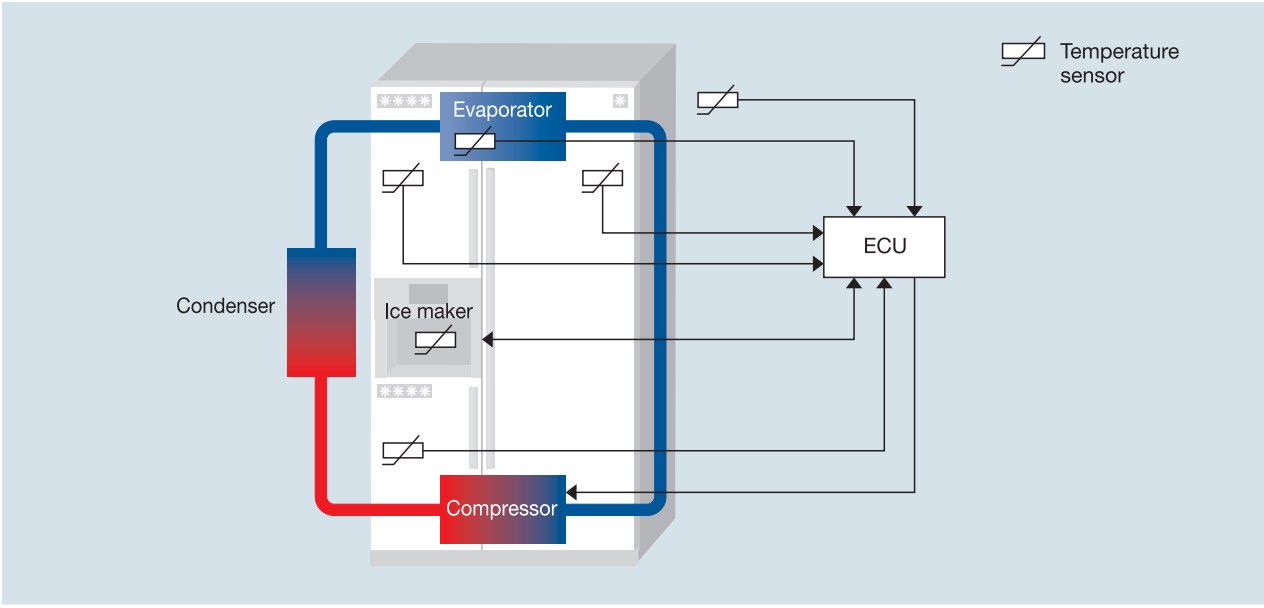 Temperature
sensor
Evaporator
ECU
Condenser
Ice maker
Compressor